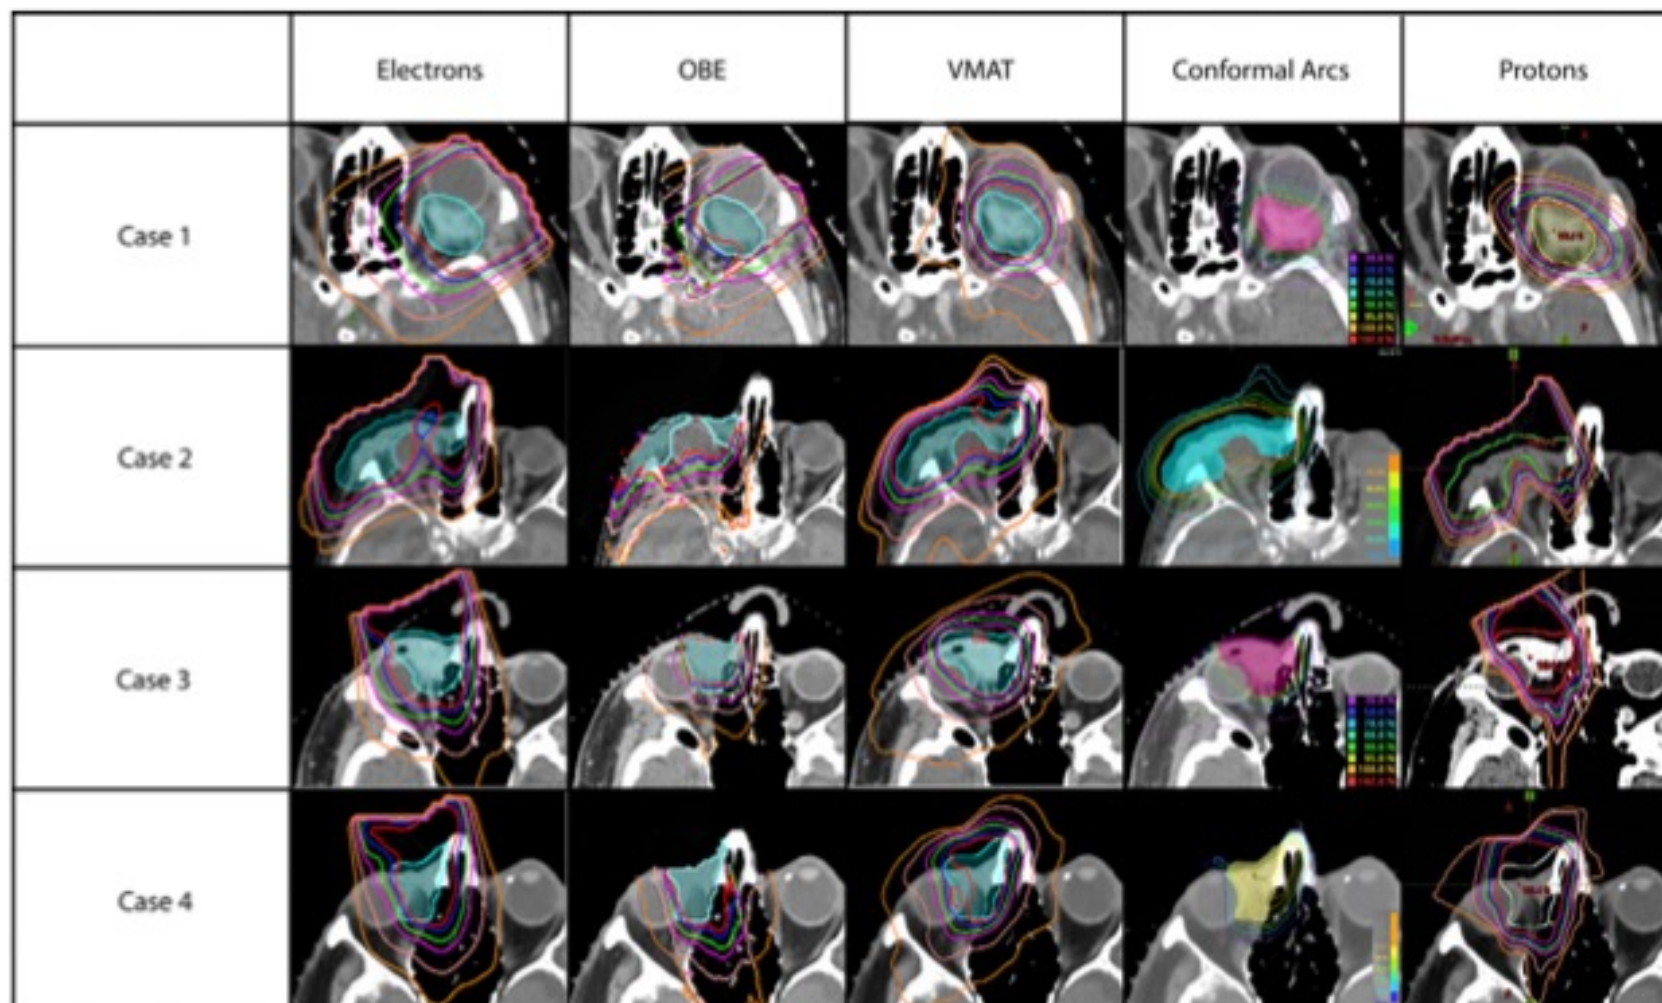 Electrons OBE VMAT Conformal Arcs Protons
Case 1
Case 2
Case 3
Case 4